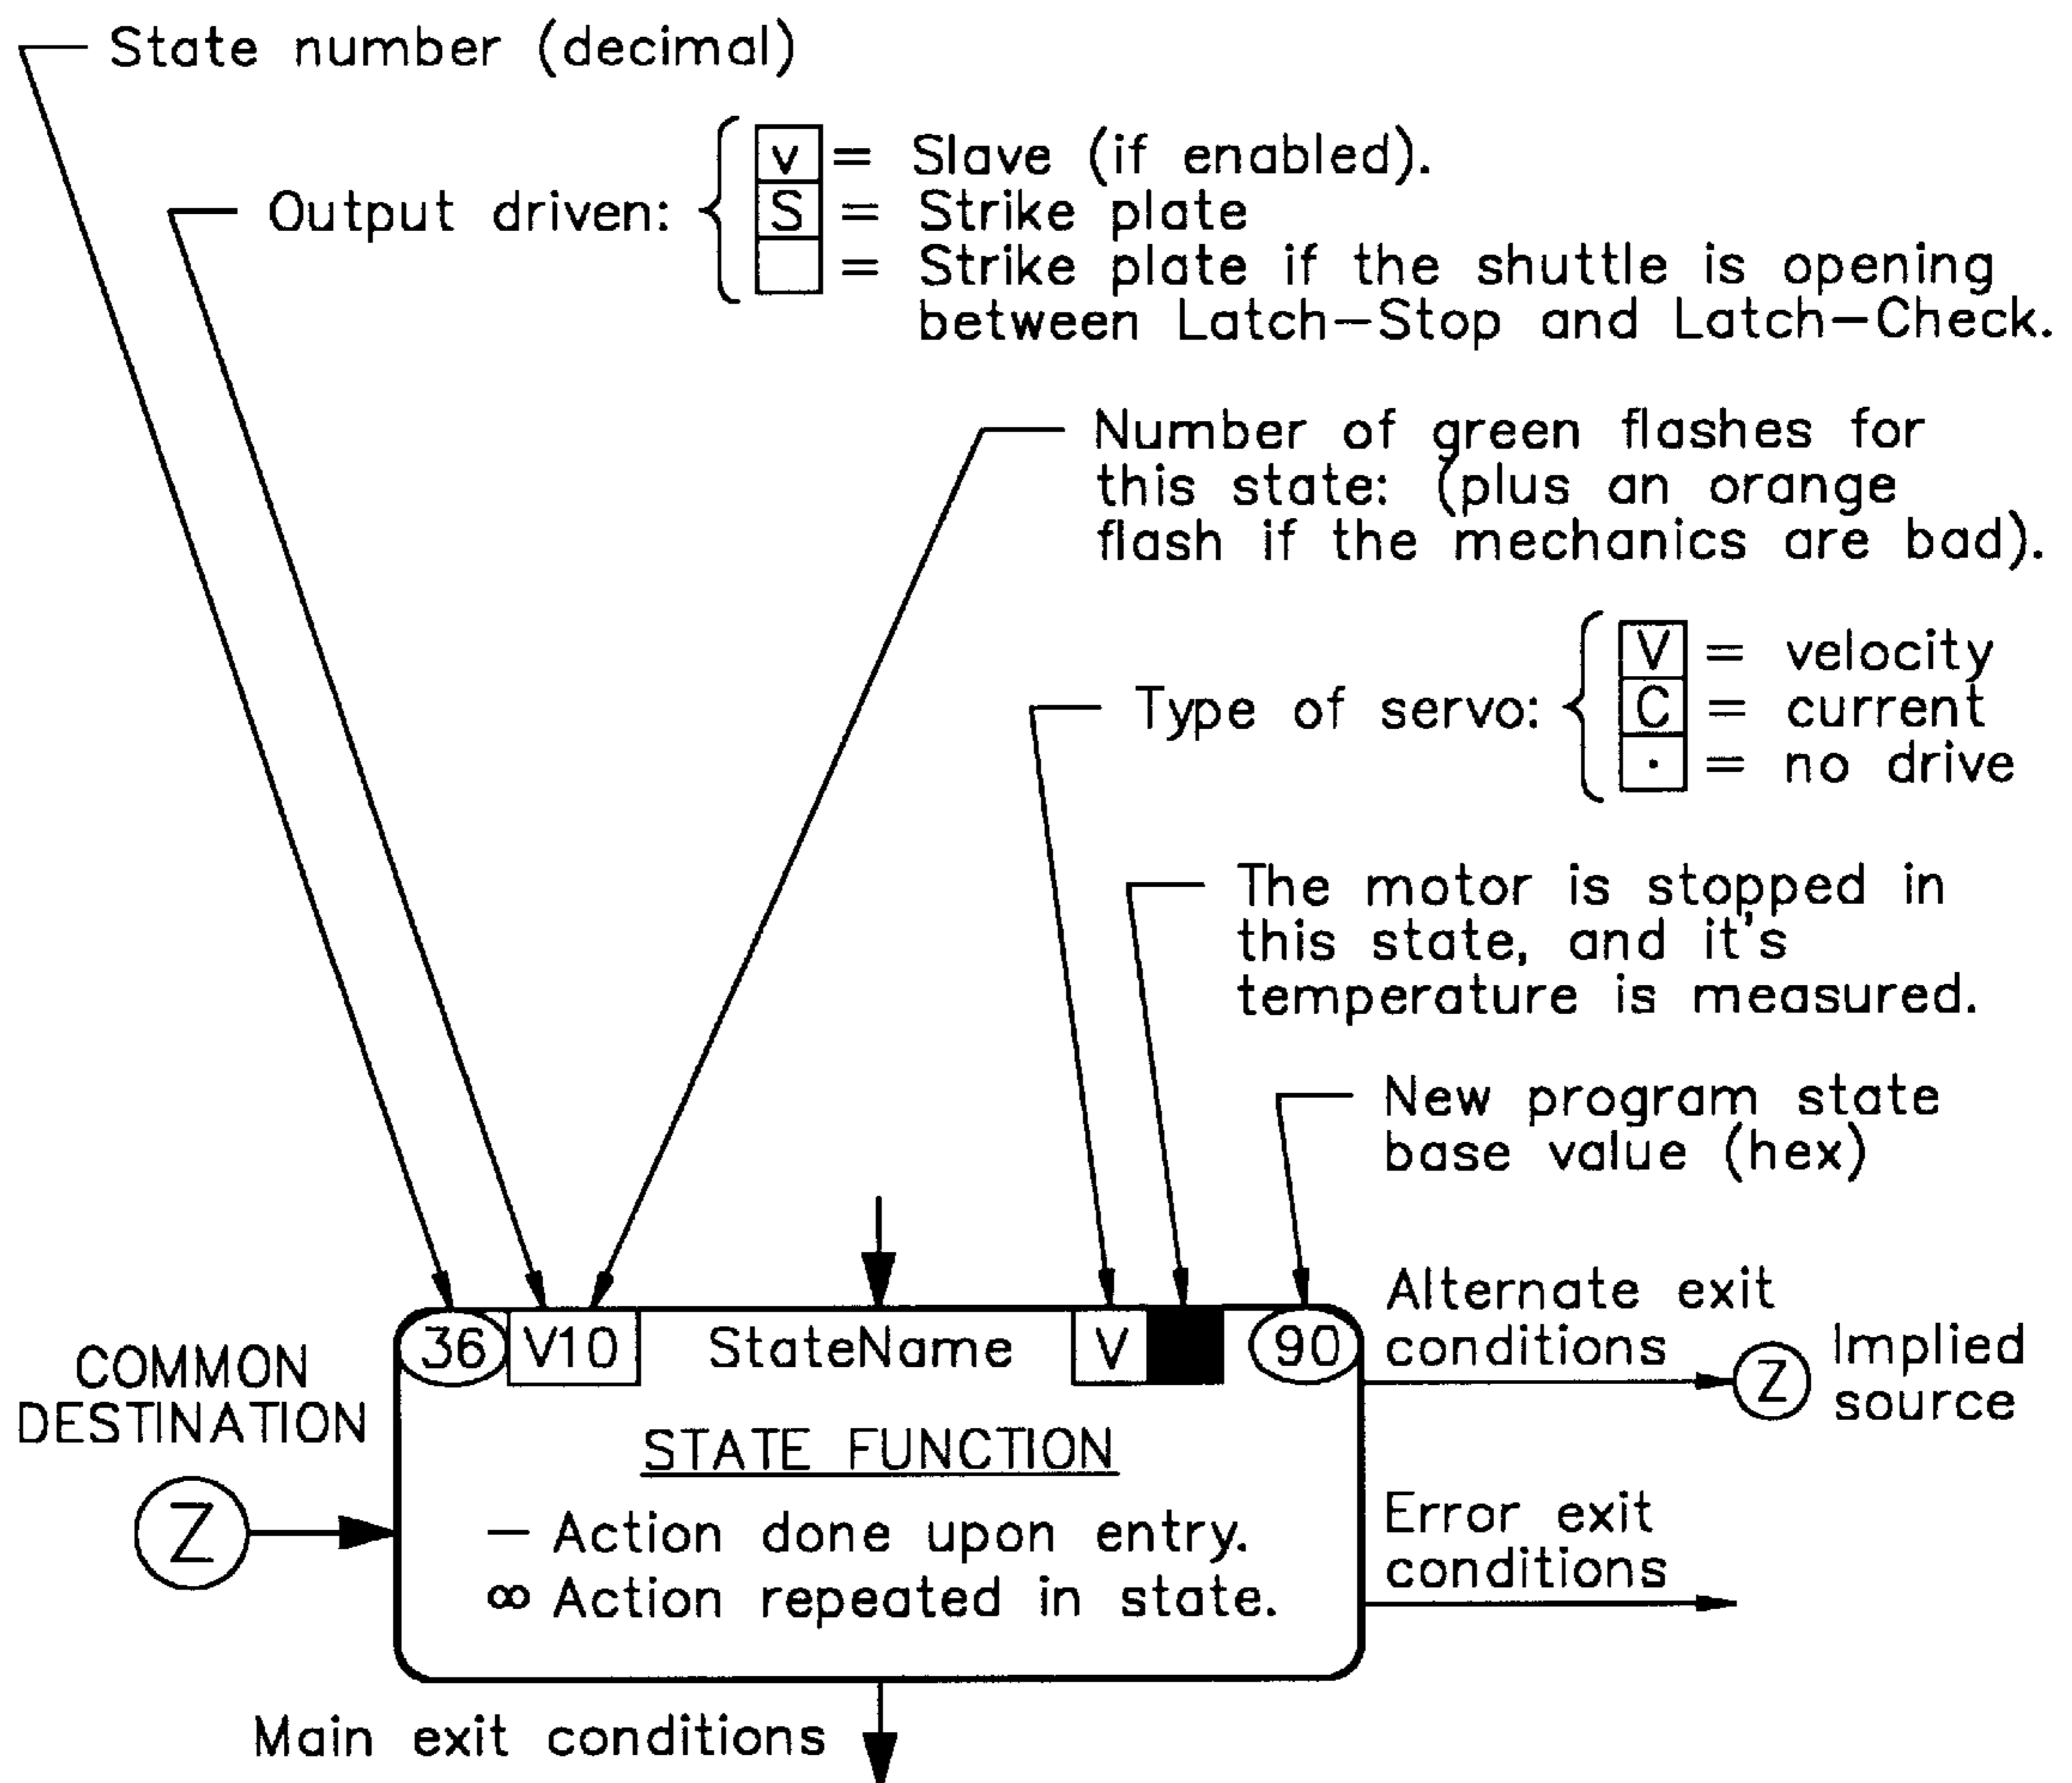 State number (decimal)
Output driven:
v = Slave (if enabled).
S = Strike plate
= Strike plate if the shuttle is opening
between Latch-Stop and Latch-Check.
Number of green flashes for
this state: (plus an orange
flash if the mechanics are bad).
Type of servo:
V = velocity
C = current
· = no drive
The motor is stopped in
this state, and it's
temperature is measured.
New program state
base value (hex)
36 V10 StateName V 90
Alternate exit
conditions
Z
Implied
source
COMMON
DESTINATION
Z
STATE FUNCTION
— Action done upon entry.
∞ Action repeated in state.
Error exit
conditions
Main exit conditions